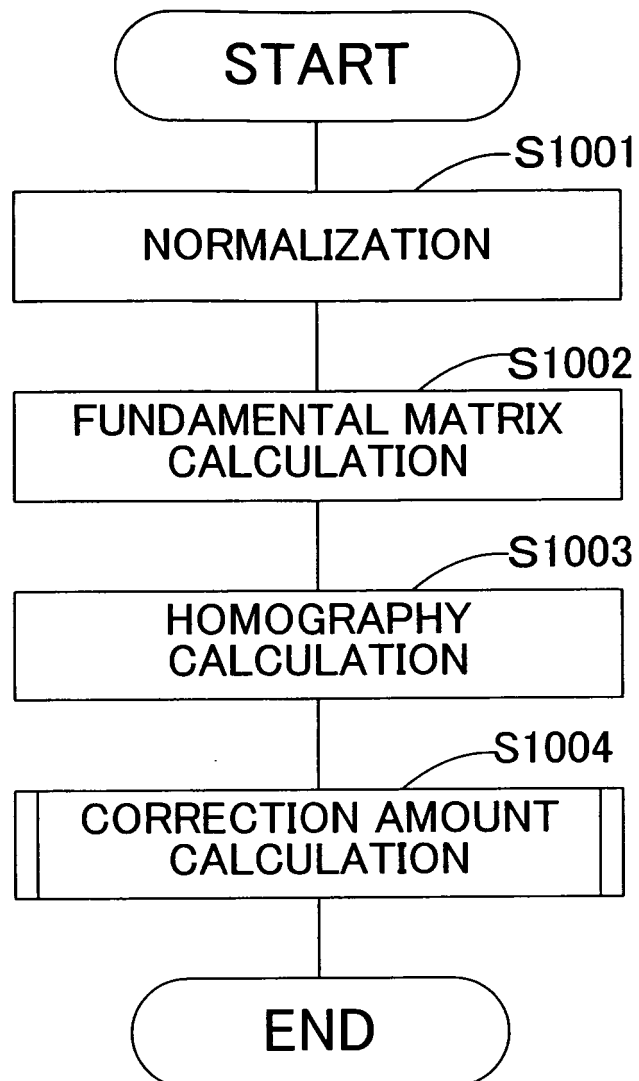 START
S1001
NORMALIZATION
S1002
FUNDAMENTAL MATRIX
CALCULATION
S1003
HOMOGRAPHY
CALCULATION
S1004
CORRECTION AMOUNT
CALCULATION
END